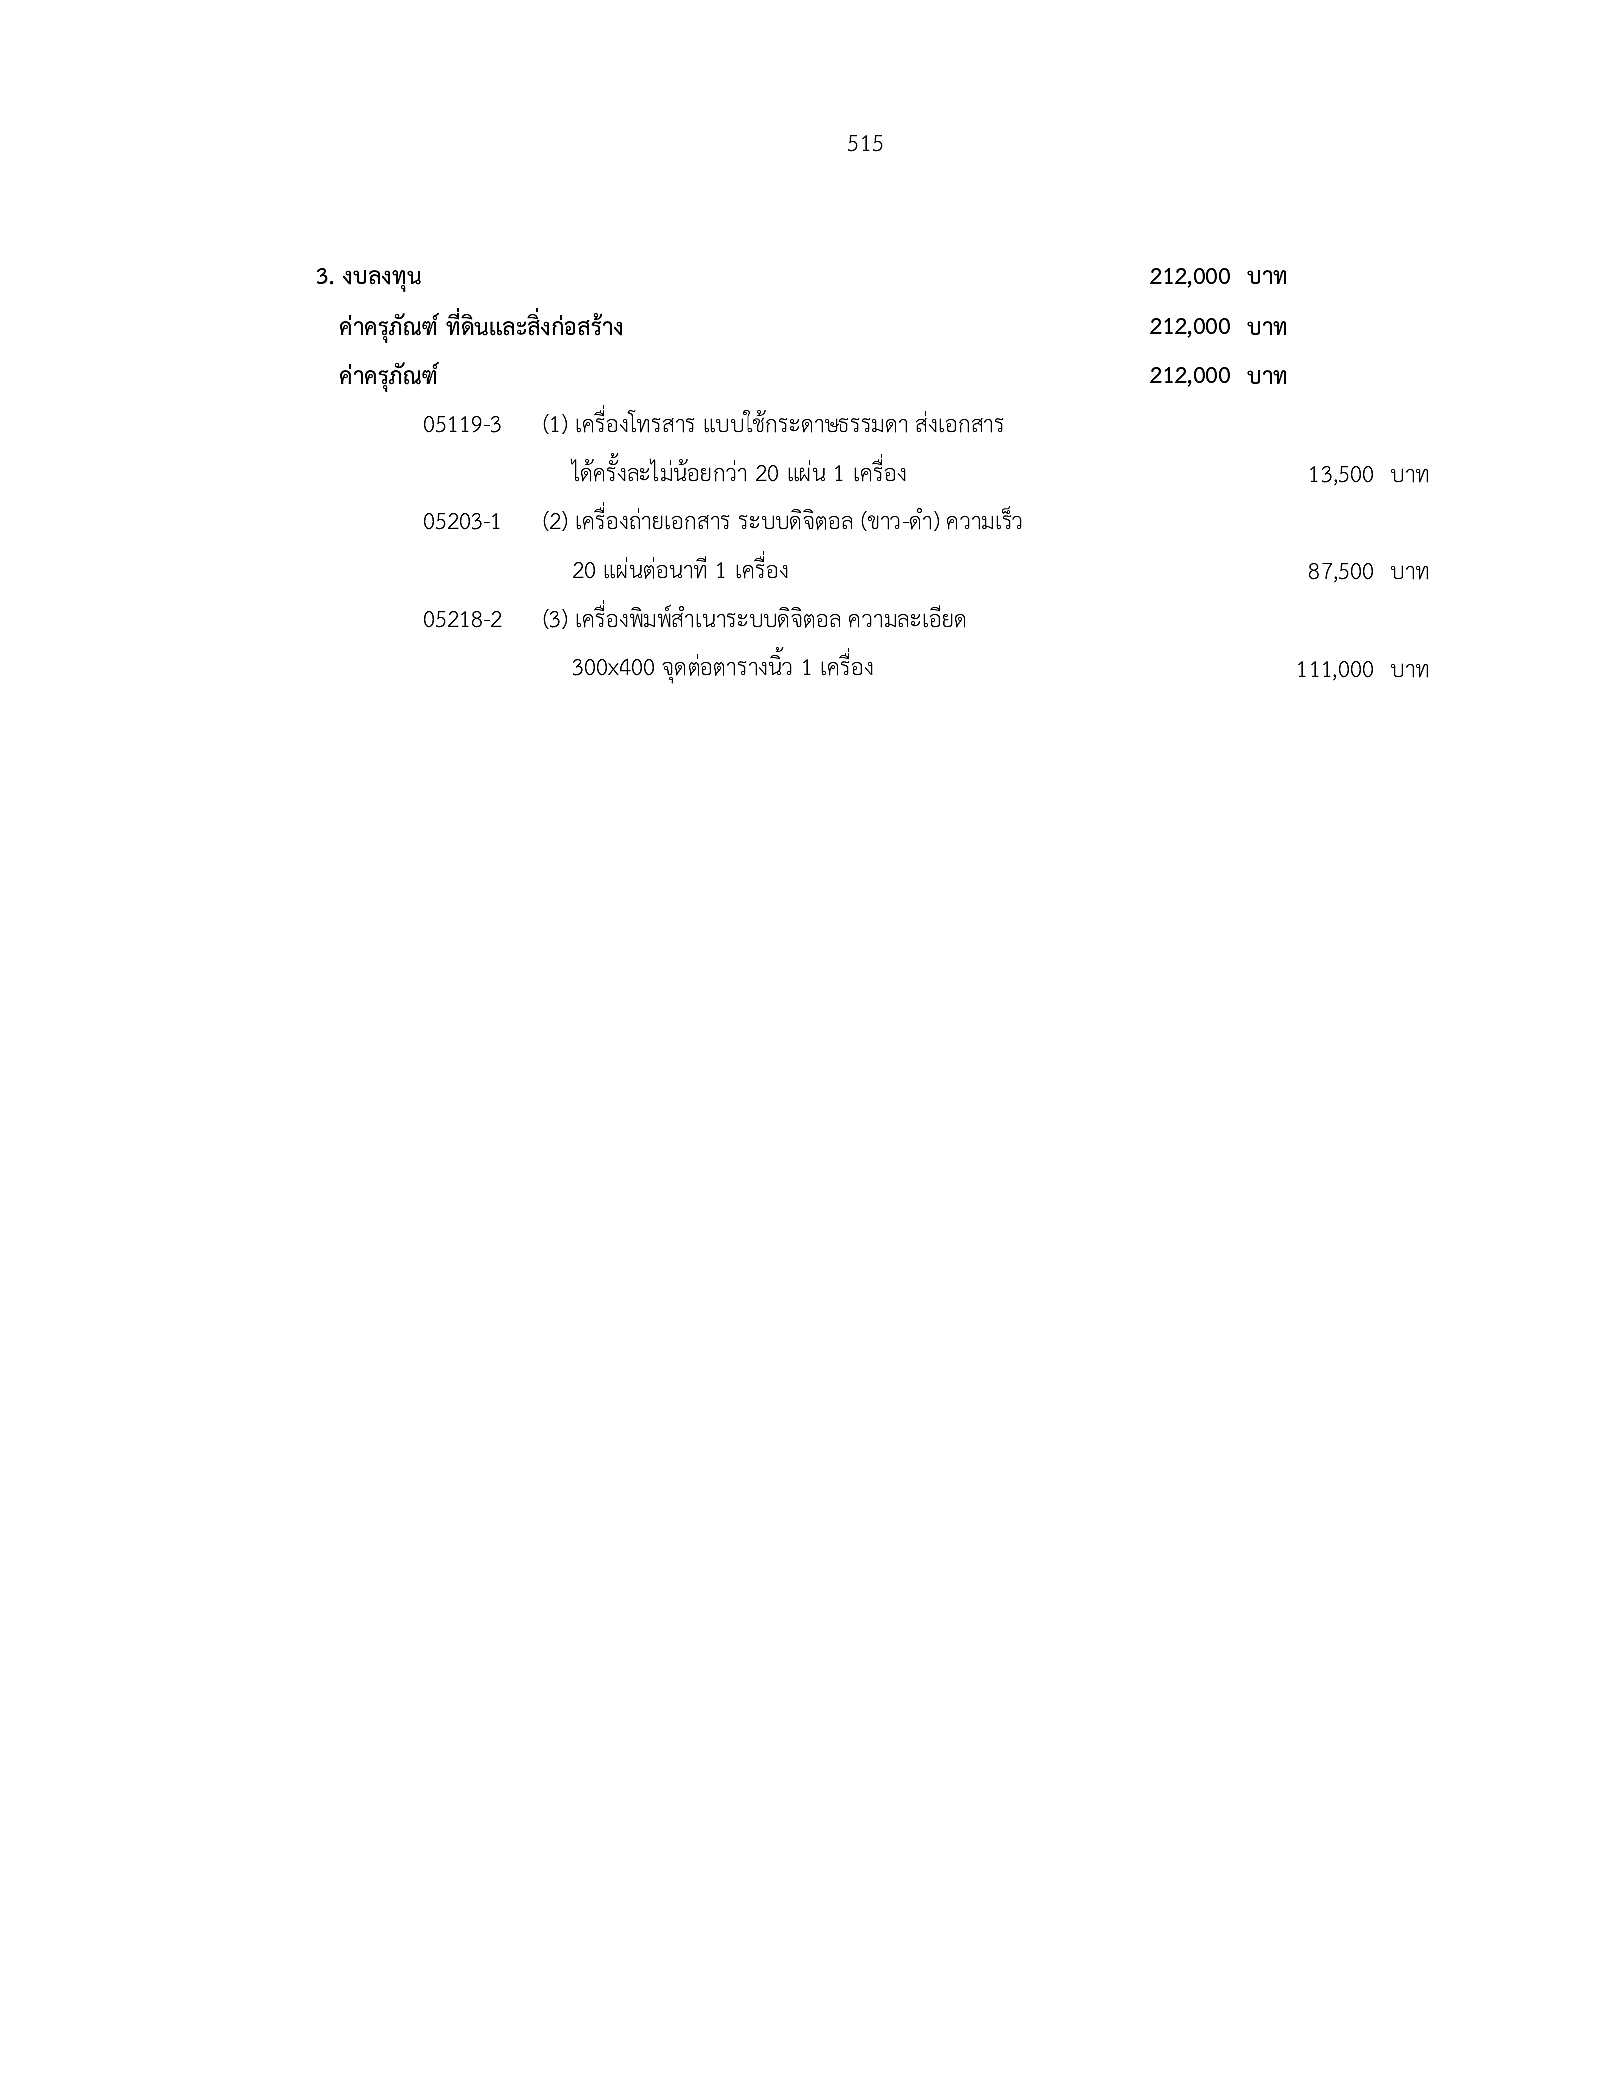 515
3. งบลงทุน 212,000 บาท
ค่าครุภัณฑ์ ที่ดินและสิ่งก่อสร้าง 212,000 บาท
ค่าครุภัณฑ์ 212,000 บาท
05119-3 (1) เครื่องโทรสาร แบบใช้กระดาษธรรมดา ส่งเอกสาร
ได้ครั้งละไม่น้อยกว่า 20 แผ่น 1 เครื่อง 13,500 บาท
05203-1 (2) เครื่องถ่ายเอกสาร ระบบดิจิตอล (ขาว-ดำ) ความเร็ว
20 แผ่นต่อนาที 1 เครื่อง 87,500 บาท
05218-2 (3) เครื่องพิมพ์สำเนาระบบดิจิตอล ความละเอียด
300x400 จุดต่อตารางนิ้ว 1 เครื่อง 111,000 บาท